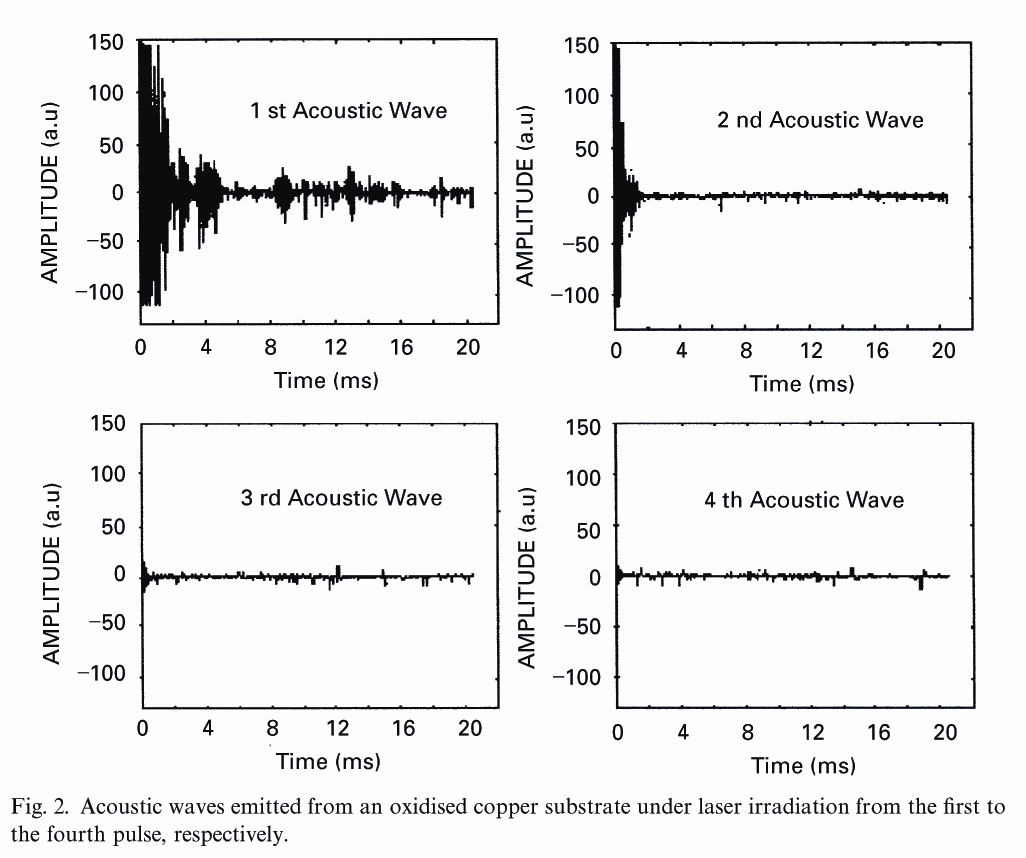 150
100
50
0
−50
−100
AMPLITUDE (a.u)
1 st Acoustic Wave
0 4 8 12 16 20
Time (ms)
150
100
50
0
−50
−100
AMPLITUDE (a.u)
2 nd Acoustic Wave
0 4 8 12 16 20
Time (ms)
150
100
50
0
−50
−100
AMPLITUDE (a.u)
3 rd Acoustic Wave
0 4 8 12 16 20
Time (ms)
150
100
50
0
−50
−100
AMPLITUDE (a.u)
4 th Acoustic Wave
0 4 8 12 16 20
Time (ms)
Fig. 2. Acoustic waves emitted from an oxidised copper substrate under laser irradiation from the first to
the fourth pulse, respectively.